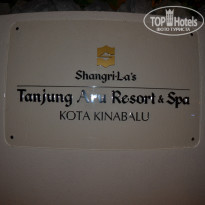 TOP HOTELS
ФОТО ТУРИСТА
Shangri-La's
Tanjung Aru Resort & Spa
KOTA KINABALU